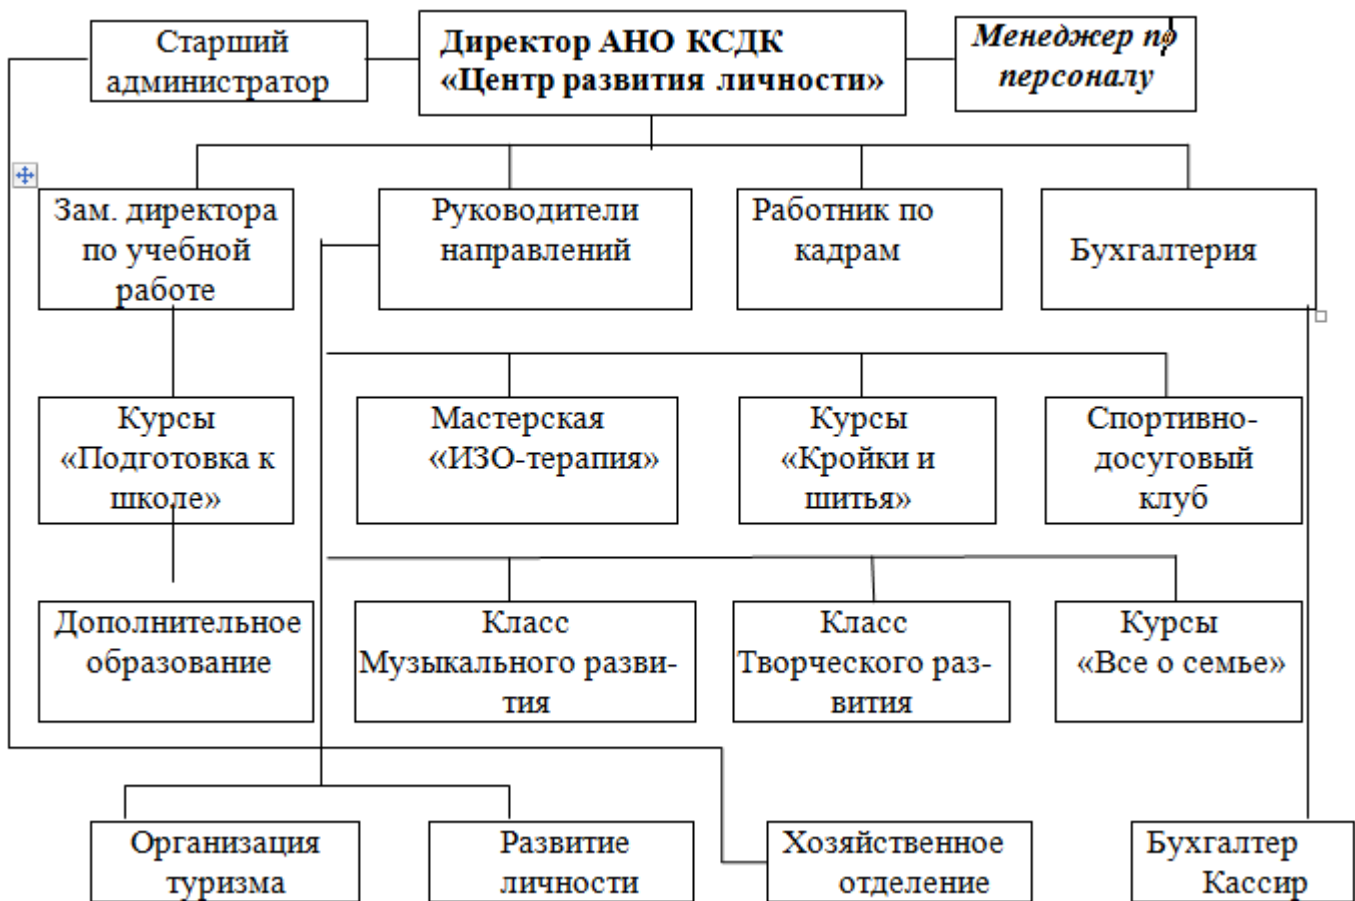 Старший
администратор
Директор АНО КСДК
«Центр развития личности»
Менеджер по
персоналу
Зам. директора
по учебной
работе
Руководители
направлений
Работник по
кадрам
Бухгалтерия
Курсы
«Подготовка к
школе»
Мастерская
«ИЗО-терапия»
Курсы
«Кройки и
шитья»
Спортивно-
досуговый
клуб
Дополнительное
образование
Класс
Музыкального разви-
тия
Класс
Творческого раз-
вития
Курсы
«Все о семье»
Организация
туризма
Развитие
личности
Хозяйственное
отделение
Бухгалтер
Кассир